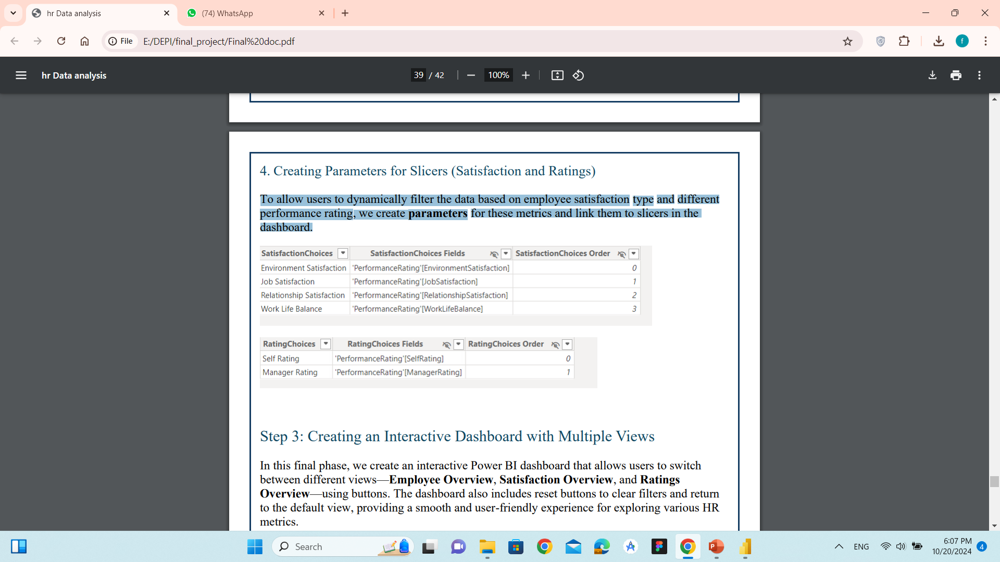 hr Data analysis
(74) WhatsApp
File
E:/DEPI/final_project/Final%20doc.pdf
f
hr Data analysis
39 / 42
100%
4. Creating Parameters for Slicers (Satisfaction and Ratings)
To allow users to dynamically filter the data based on employee satisfaction type and different
performance rating, we create parameters for these metrics and link them to slicers in the
dashboard.
SatisfactionChoices SatisfactionChoices Fields SatisfactionChoices Order
Environment Satisfaction 'PerformanceRating'[EnvironmentSatisfaction] 0
Job Satisfaction 'PerformanceRating'[JobSatisfaction] 1
Relationship Satisfaction 'PerformanceRating'[RelationshipSatisfaction] 2
Work Life Balance 'PerformanceRating'[WorkLifeBalance] 3
RatingChoices RatingChoices Fields RatingChoices Order
Self Rating 'PerformanceRating'[SelfRating] 0
Manager Rating 'PerformanceRating'[ManagerRating] 1
Step 3: Creating an Interactive Dashboard with Multiple Views
In this final phase, we create an interactive Power BI dashboard that allows users to switch
between different views—Employee Overview, Satisfaction Overview, and Ratings
Overview—using buttons. The dashboard also includes reset buttons to clear filters and return
to the default view, providing a smooth and user-friendly experience for exploring various HR
metrics.
Search
ENG
6:07 PM
10/20/2024
4